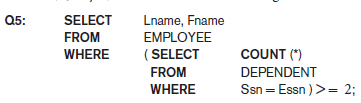 Q5: SELECT Lname, Fname
FROM EMPLOYEE
WHERE ( SELECT COUNT (*)
FROM DEPENDENT
WHERE Ssn = Essn ) >= 2;